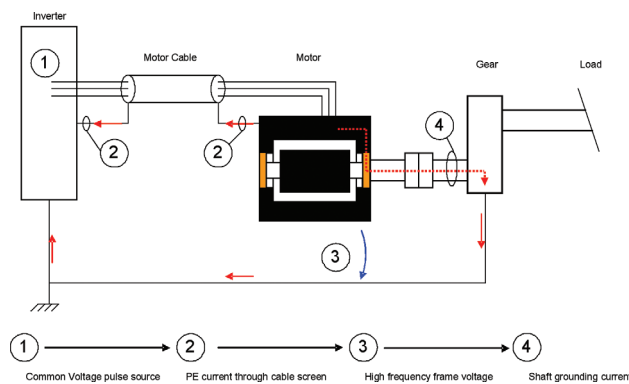 Inverter
Motor Cable
Motor
Gear
Load
1
2
2
4
3
1
2
3
4
Common Voltage pulse source
PE current through cable screen
High frequency frame voltage
Shaft grounding current